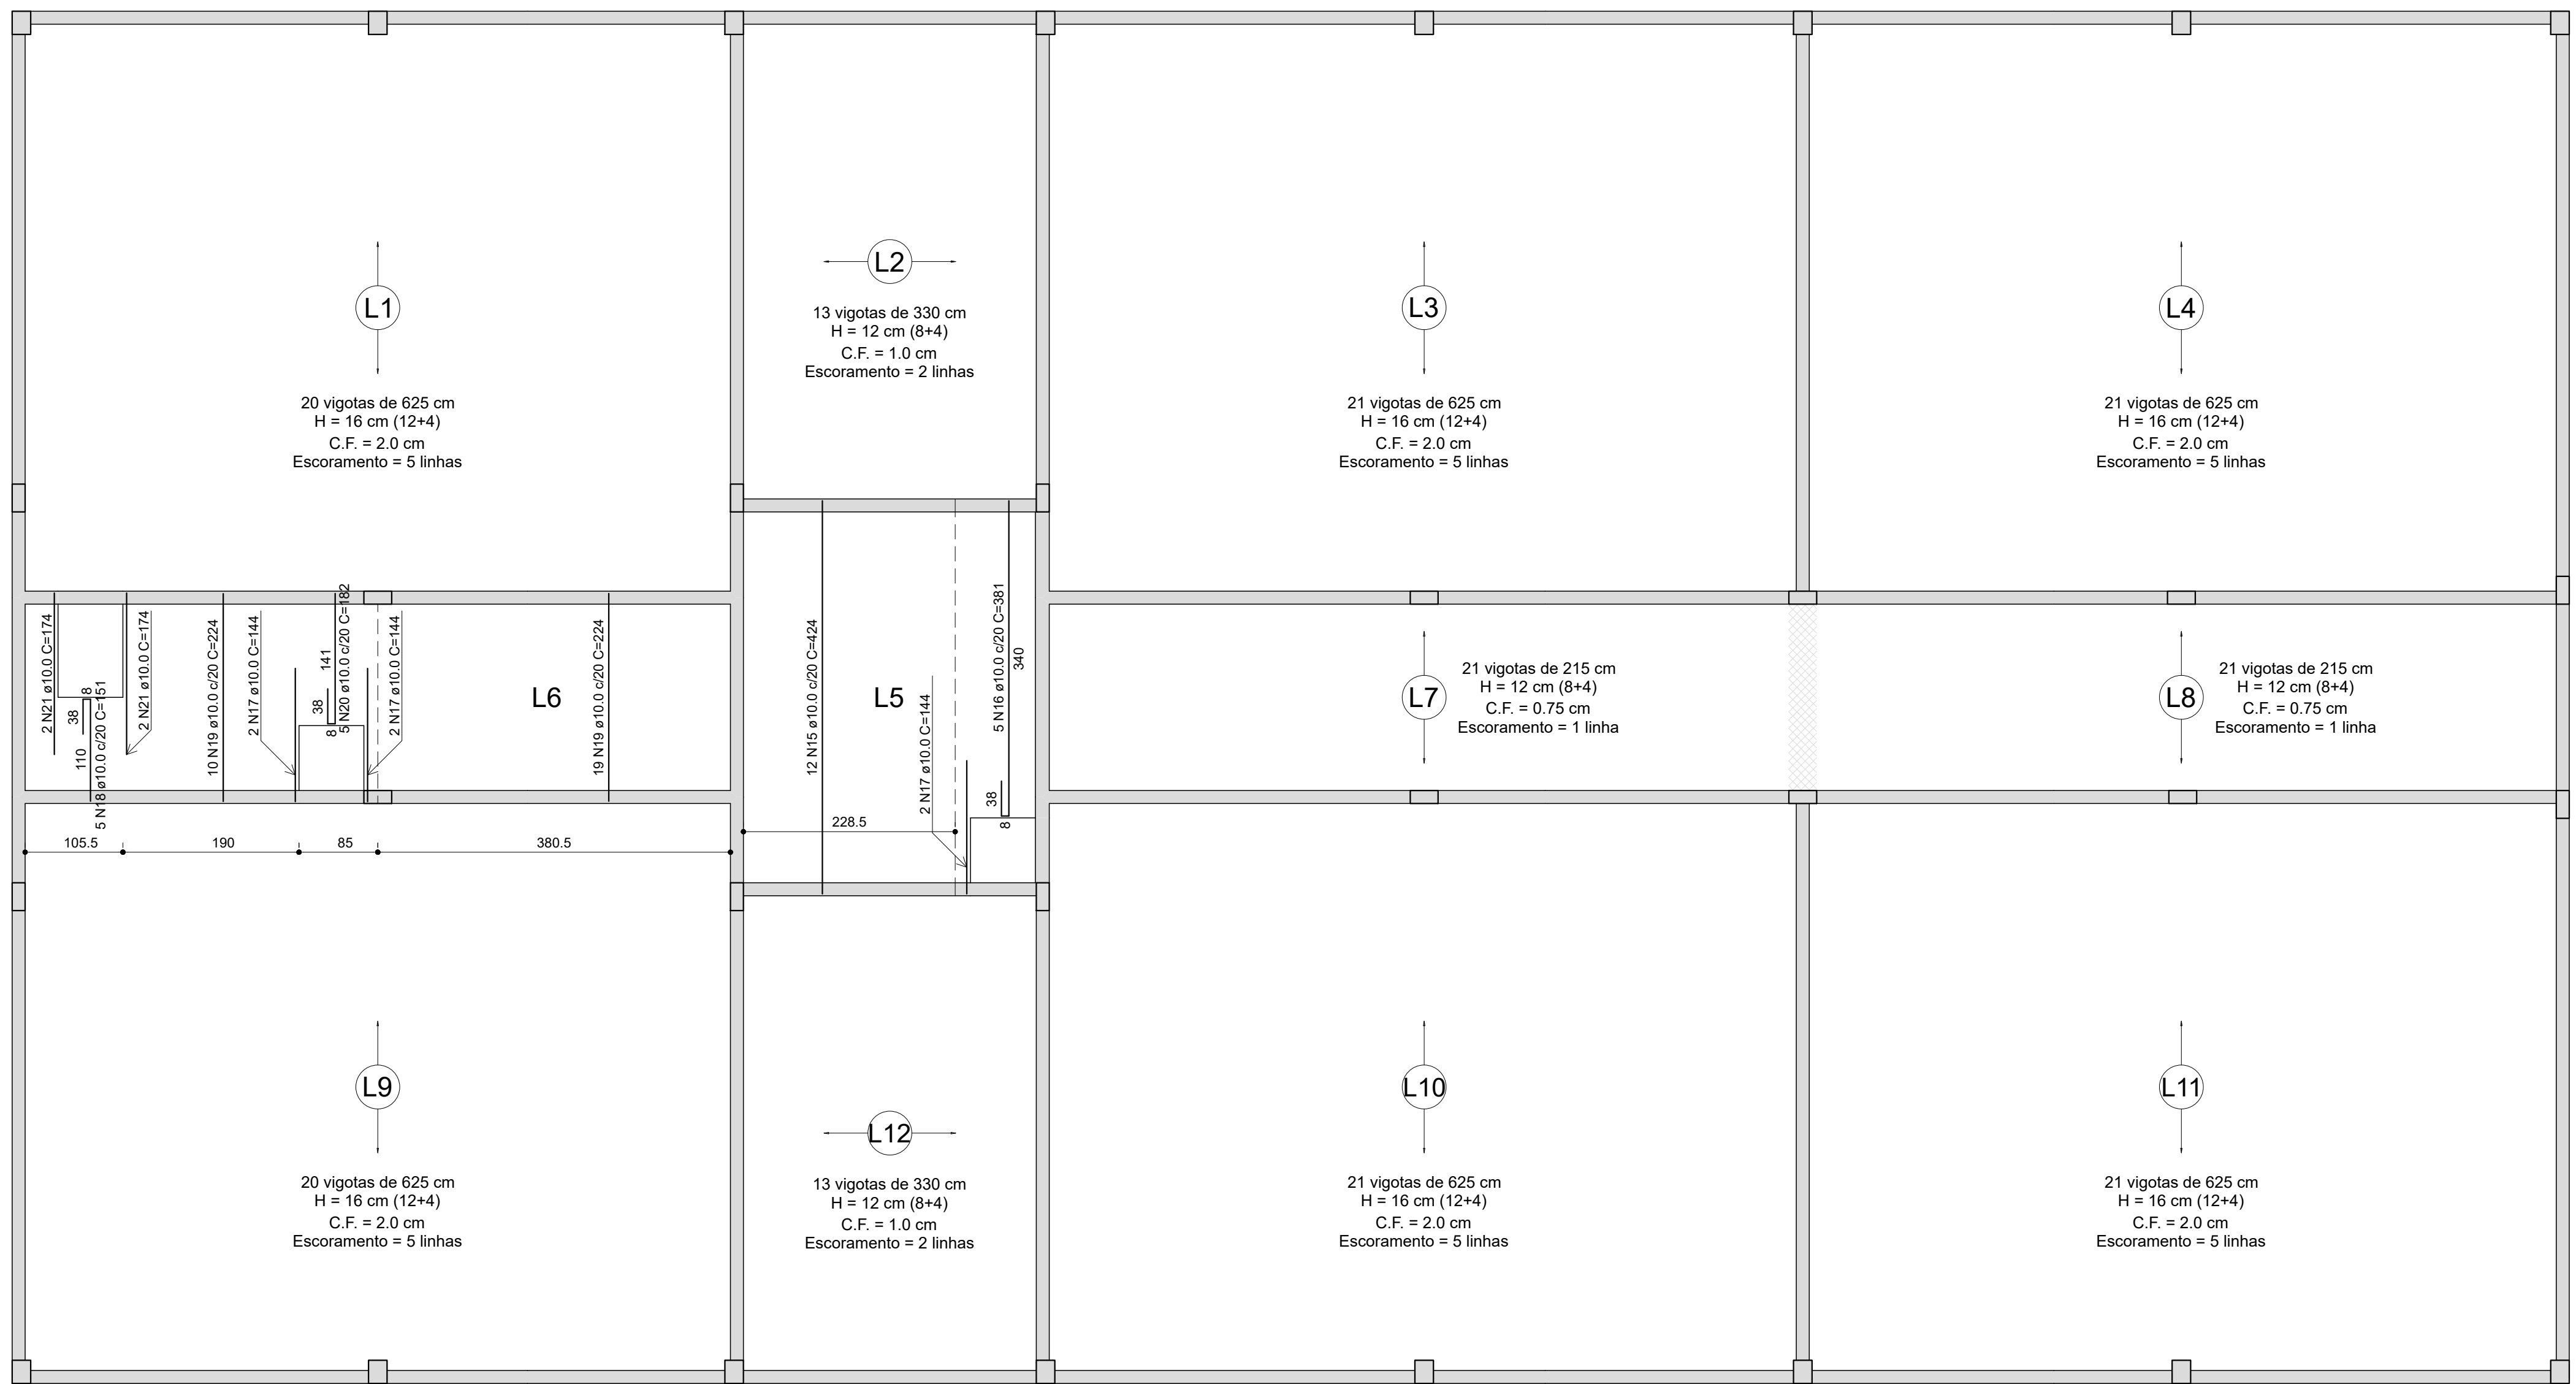 L1
20 vigotas de 625 cm
H = 16 cm (12+4)
C.F. = 2.0 cm
Escoramento = 5 linhas
L2
13 vigotas de 330 cm
H = 12 cm (8+4)
C.F. = 1.0 cm
Escoramento = 2 linhas
L3
21 vigotas de 625 cm
H = 16 cm (12+4)
C.F. = 2.0 cm
Escoramento = 5 linhas
L4
21 vigotas de 625 cm
H = 16 cm (12+4)
C.F. = 2.0 cm
Escoramento = 5 linhas
2 N21 ø10.0 C=174
38
8
110
5 N18 ø10.0 c/20 C=151
2 N21 ø10.0 C=174
10 N19 ø10.0 c/20 C=224
2 N17 ø10.0 C=144
141
38
8
5 N20 ø10.0 c/20 C=182
2 N17 ø10.0 C=144
L6
19 N19 ø10.0 c/20 C=224
12 N15 ø10.0 c/20 C=424
L5
2 N17 ø10.0 C=144
5 N16 ø10.0 c/20 C=381
340
38
8
228.5
105.5
190
85
380.5
L7
21 vigotas de 215 cm
H = 12 cm (8+4)
C.F. = 0.75 cm
Escoramento = 1 linha
L8
21 vigotas de 215 cm
H = 12 cm (8+4)
C.F. = 0.75 cm
Escoramento = 1 linha
L9
20 vigotas de 625 cm
H = 16 cm (12+4)
C.F. = 2.0 cm
Escoramento = 5 linhas
L12
13 vigotas de 330 cm
H = 12 cm (8+4)
C.F. = 1.0 cm
Escoramento = 2 linhas
L10
21 vigotas de 625 cm
H = 16 cm (12+4)
C.F. = 2.0 cm
Escoramento = 5 linhas
L11
21 vigotas de 625 cm
H = 16 cm (12+4)
C.F. = 2.0 cm
Escoramento = 5 linhas